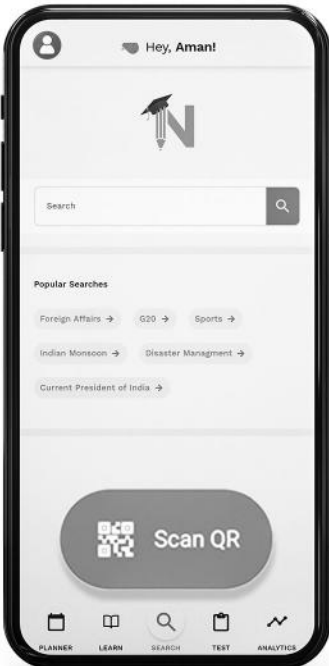 Hey, Aman!
N
Search
Popular Searches
Foreign Affairs → G20 → Sports →
Indian Monsoon → Disaster Managment →
Current President of India →
Scan QR
PLANNER LEARN SEARCH TEST ANALYTICS